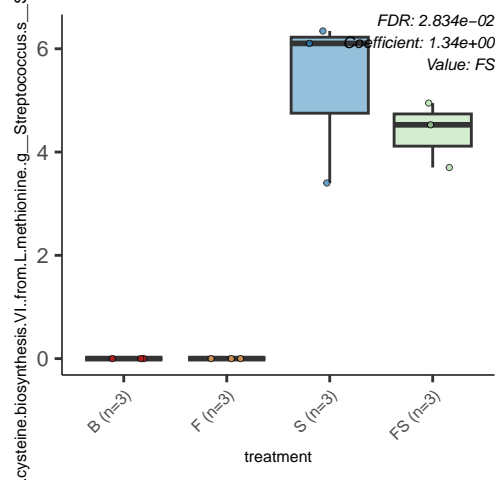 FDR: 2.834e−02
Coefficient: 1.34e+00
Value: FS
.cysteine.biosynthesis.VI..from.L.methionine..g__Streptococcus.s__S
6
4
2
0
B (n=3)
F (n=3)
S (n=3)
FS (n=3)
treatment